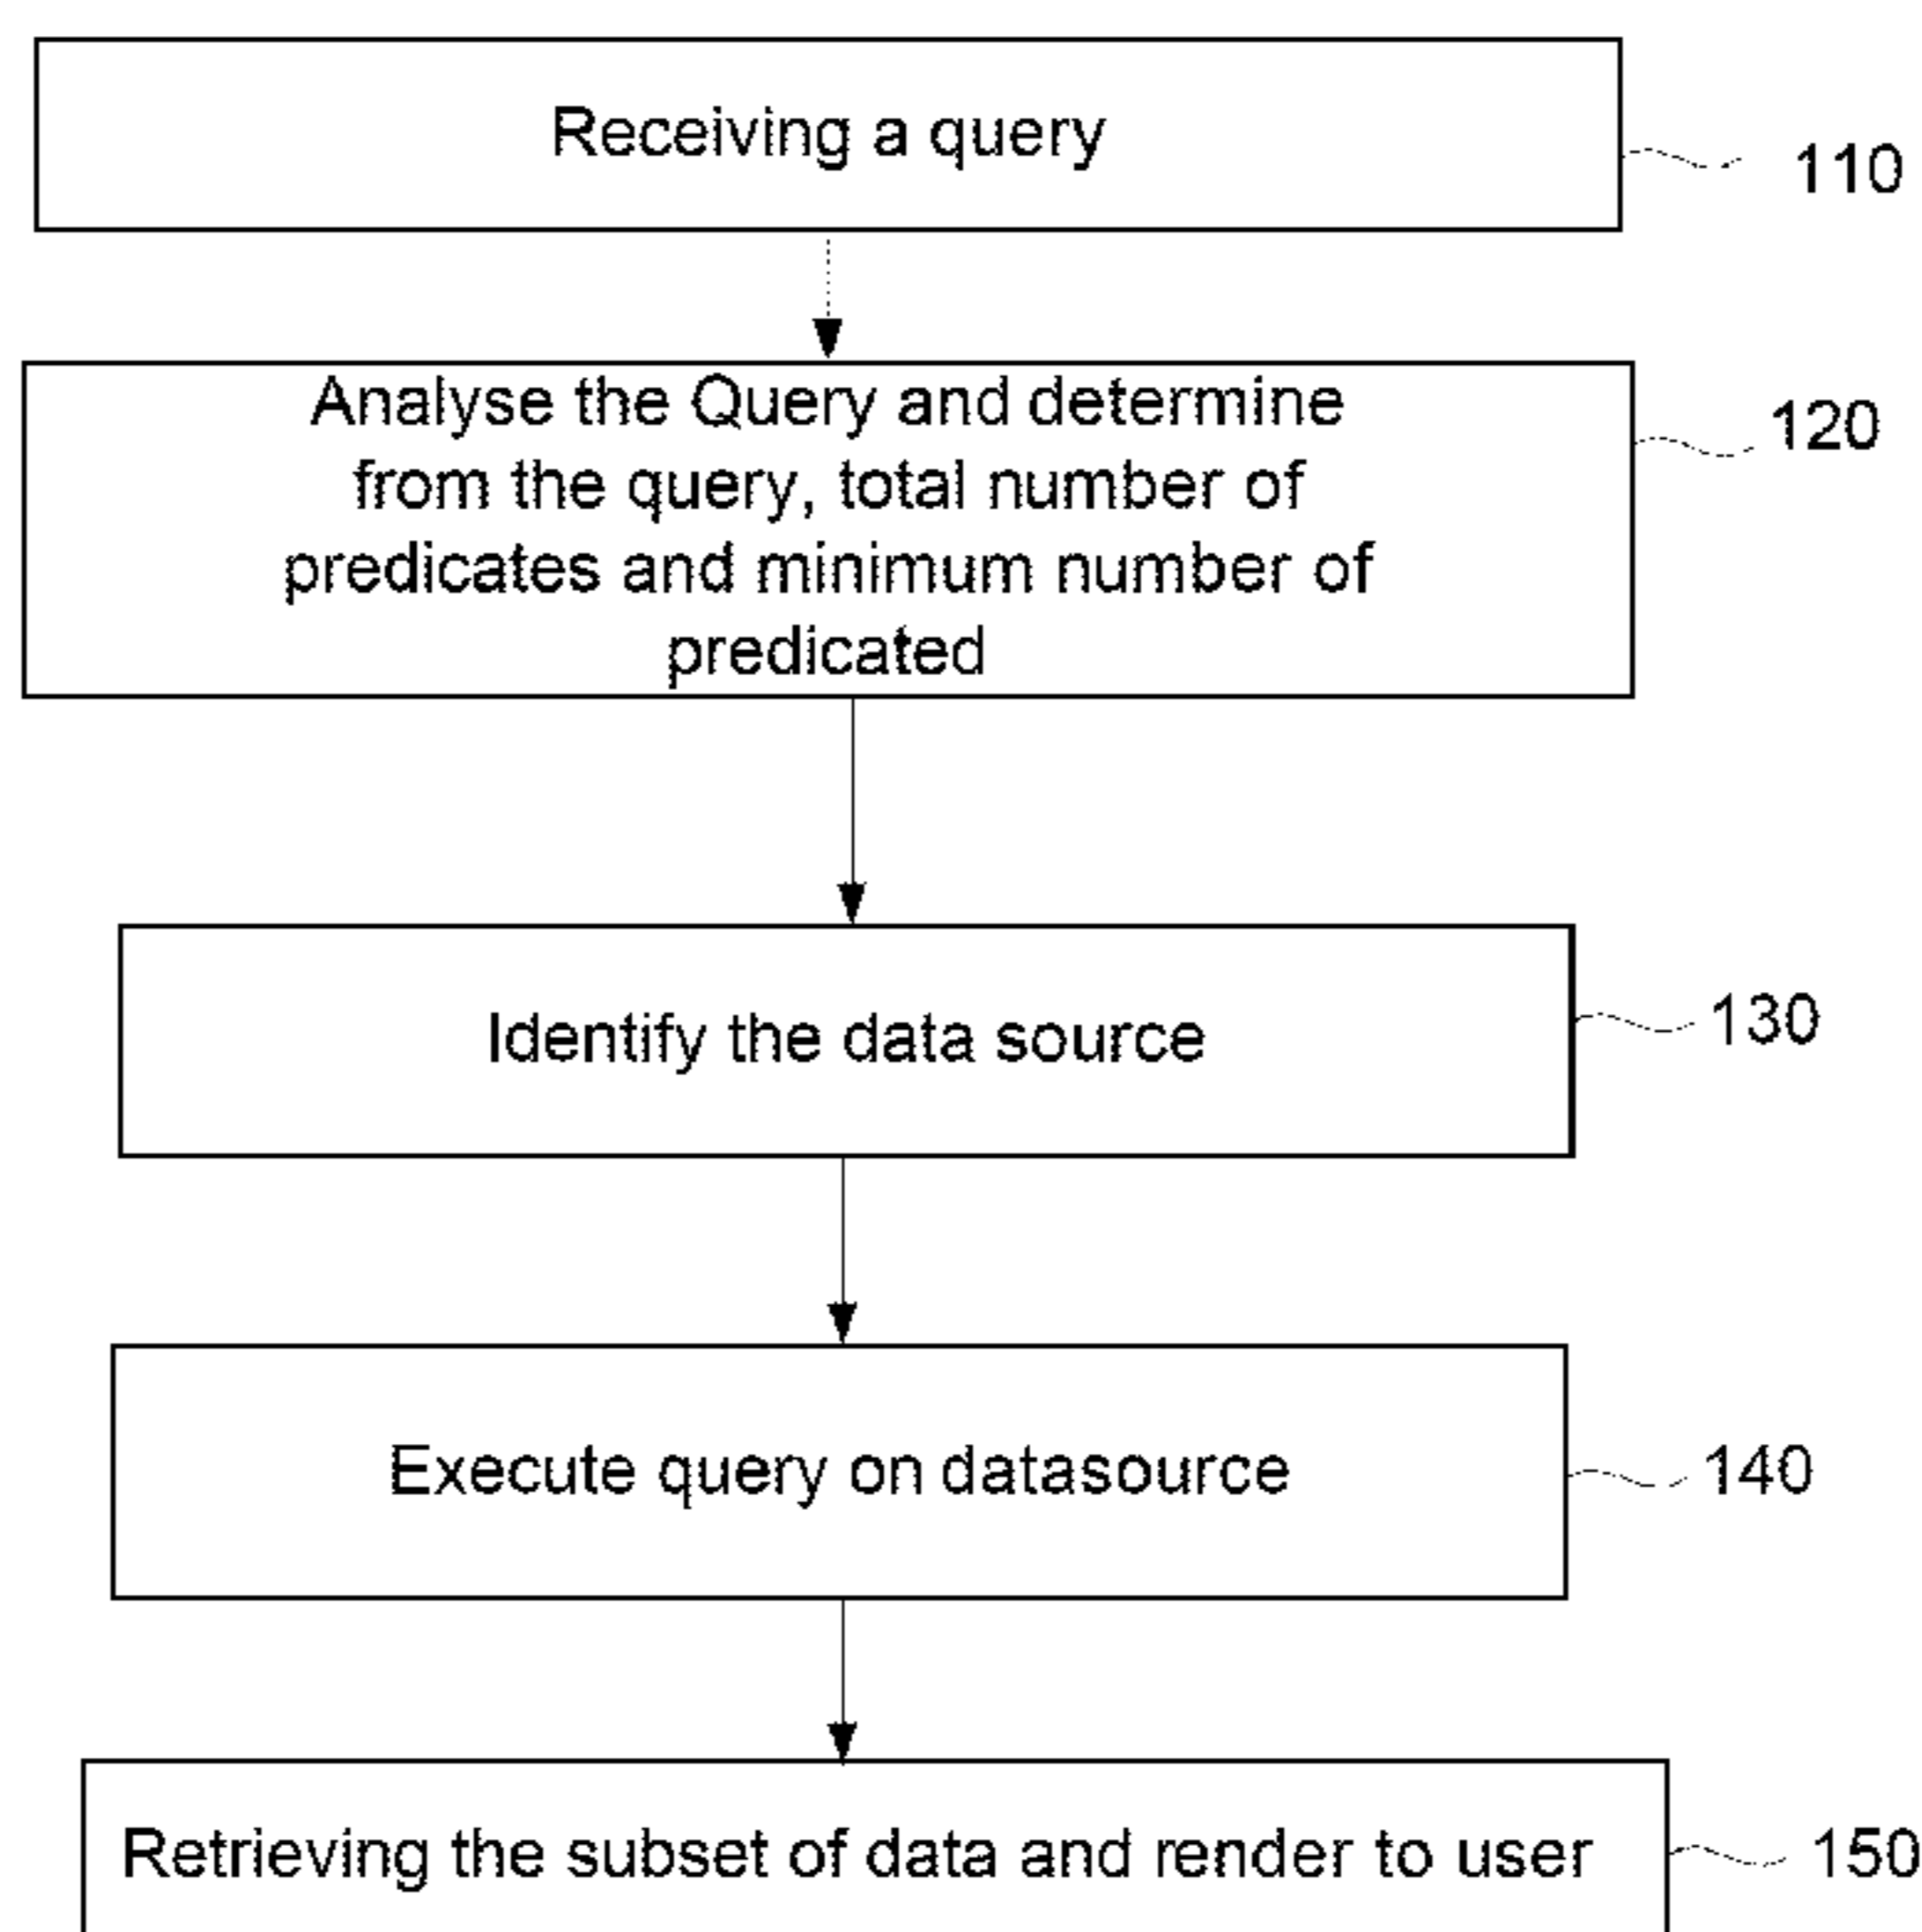 Receiving a query
110
Analyse the Query and determine
120
from the query, total number of
predicates and minimum number of
predicated
Identify the data source
130
Execute query on datasource
140
Retrieving the subset of data and render to user
150